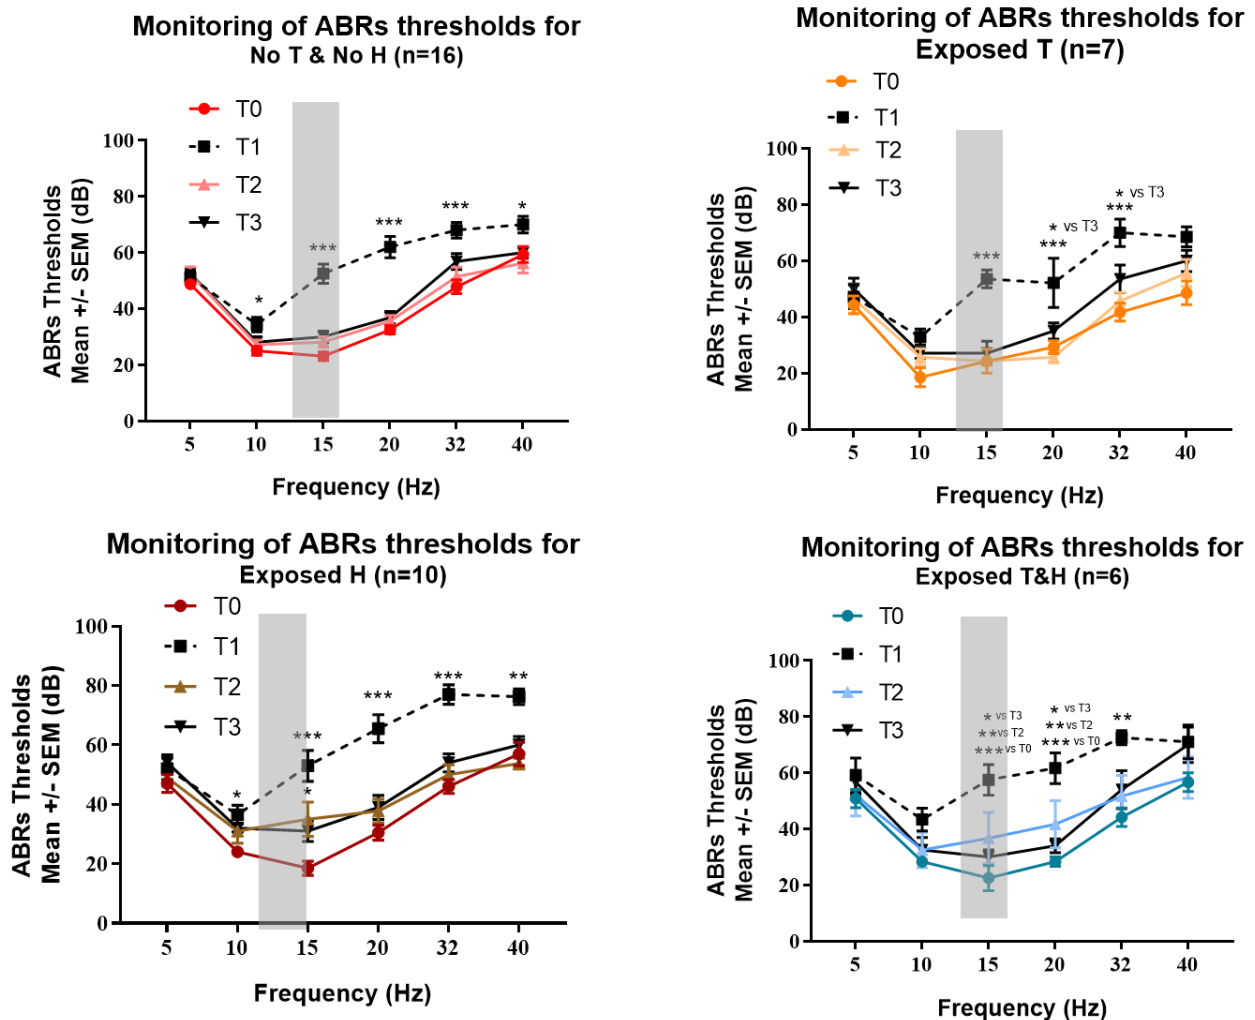 Monitoring of ABRs thresholds for
No T & No H (n=16)
T0
T1
T2
T3
ABRs Thresholds
Mean +/- SEM (dB)
100
80
60
40
20
0
*
***
***
***
*
5
10
15
20
32
40
Frequency (Hz)
Monitoring of ABRs thresholds for
Exposed T (n=7)
T0
T1
T2
T3
ABRs Thresholds
Mean +/- SEM (dB)
100
80
60
40
20
0
***
* vs T3
***
* vs T3
***
5
10
15
20
32
40
Frequency (Hz)
Monitoring of ABRs thresholds for
Exposed H (n=10)
T0
T1
T2
T3
ABRs Thresholds
Mean +/- SEM (dB)
100
80
60
40
20
0
*
***
*
***
***
**
5
10
15
20
32
40
Frequency (Hz)
Monitoring of ABRs thresholds for
Exposed T&H (n=6)
T0
T1
T2
T3
ABRs Thresholds
Mean +/- SEM (dB)
100
80
60
40
20
0
* vs T3
** vs T2
*** vs T0
* vs T3
** vs T2
*** vs T0
**
5
10
15
20
32
40
Frequency (Hz)